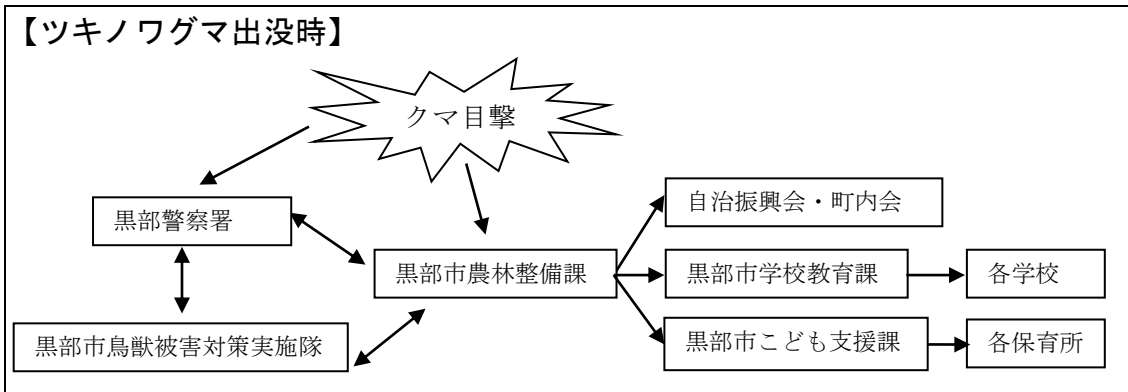 【ツキノワグマ出没時】
クマ目撃
自治振興会・町内会
黒部警察署
黒部市農林整備課
黒部市学校教育課
各学校
黒部市鳥獣被害対策実施隊
黒部市こども支援課
各保育所